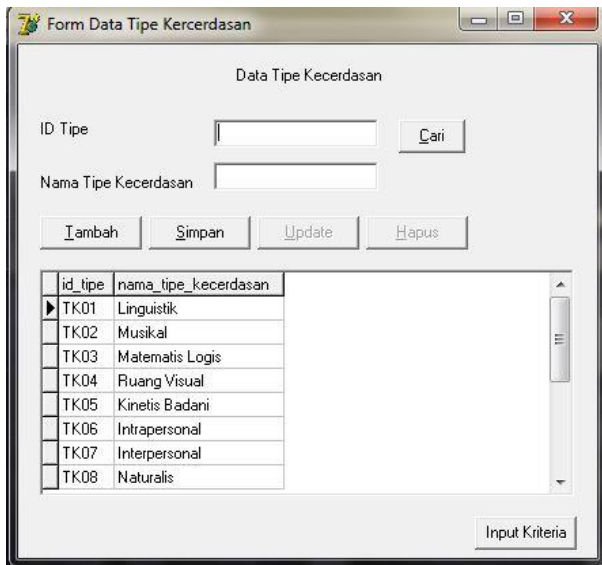 Form Data Tipe Kercerdasan
Data Tipe Kecerdasan
ID Tipe
Cari
Nama Tipe Kecerdasan
Tambah Simpan Update Hapus
id_tipe nama_tipe_kecerdasan
TK01 Linguistik
TK02 Musikal
TK03 Matematis Logis
TK04 Ruang Visual
TK05 Kinetis Badani
TK06 Intrapersonal
TK07 Interpersonal
TK08 Naturalis
Input Kriteria